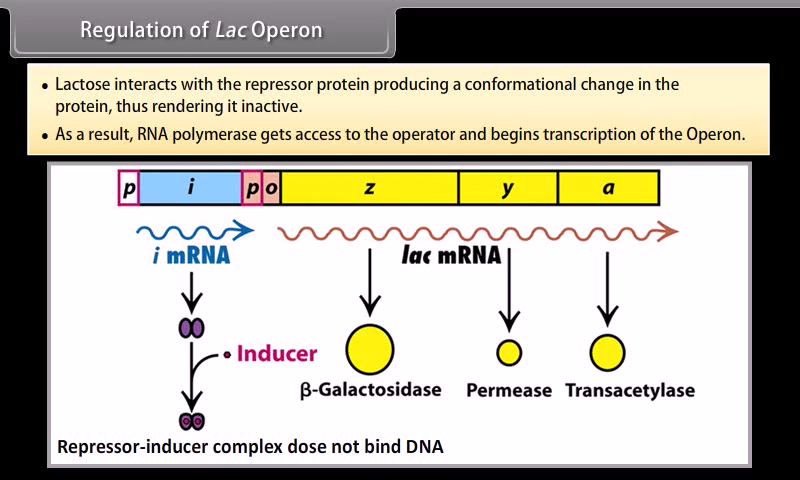 Regulation of Lac Operon
• Lactose interacts with the repressor protein producing a conformational change in the
protein, thus rendering it inactive.
• As a result, RNA polymerase gets access to the operator and begins transcription of the Operon.
p i p o z y a
i mRNA
lac mRNA
Inducer
β-Galactosidase
Permease
Transacetylase
Repressor-inducer complex dose not bind DNA